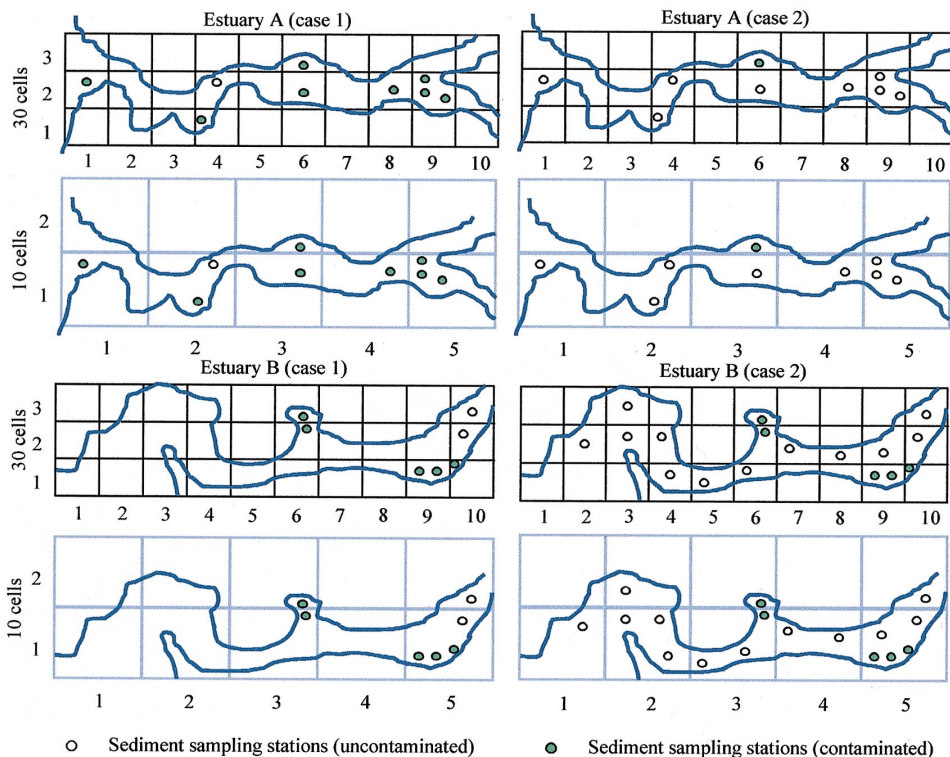 Estuary A (case 1)
Estuary A (case 2)
30 cells
3
2
1
1 2 3 4 5 6 7 8 9 10
1 2 3 4 5 6 7 8 9 10
10 cells
2
1
1 2 3 4 5
1 2 3 4 5
Estuary B (case 1)
Estuary B (case 2)
30 cells
3
2
1
1 2 3 4 5 6 7 8 9 10
1 2 3 4 5 6 7 8 9 10
10 cells
2
1
1 2 3 4 5
1 2 3 4 5
Sediment sampling stations (uncontaminated)
Sediment sampling stations (contaminated)